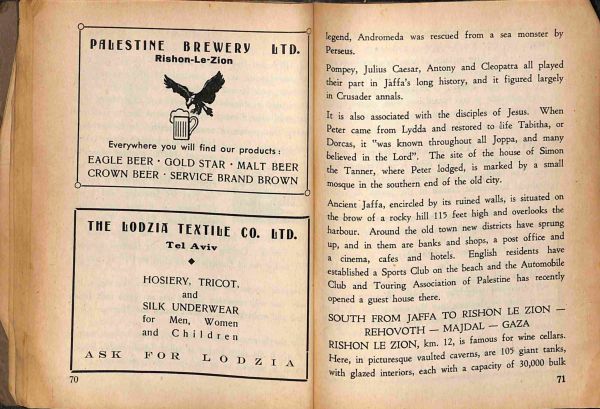 PALESTINE BREWERY LTD.
Rishon-Le-Zion
Everywhere you will find our products:
EAGLE BEER · GOLD STAR · MALT BEER
CROWN BEER · SERVICE BRAND BROWN
THE LODZIA TEXTILE CO. LTD.
Tel Aviv
HOSIERY, TRICOT,
and
SILK UNDERWEAR
for Men, Women
and Children
ASK FOR LODZIA
70
legend, Andromeda was rescued from a sea monster by
Perseus.
Pompey, Julius Caesar, Antony and Cleopatra all played
their part in Jaffa's long history, and it figured largely
in Crusader annals.
It is also associated with the disciples of Jesus. When
Peter came from Lydda and restored to life Tabitha, or
Dorcas, it "was known throughout all Joppa, and many
believed in the Lord". The site of the house of Simon
the Tanner, where Peter lodged, is marked by a small
mosque in the southern end of the old city.
Ancient Jaffa, encircled by its ruined walls, is situated on
the brow of a rocky hill 115 feet high and overlooks the
harbour. Around the old town new districts have sprung
up, and in them are banks and shops, a post office and
a cinema, cafes and hotels. English residents have
established a Sports Club on the beach and the Automobile
Club and Touring Association of Palestine has recently
opened a guest house there.
SOUTH FROM JAFFA TO RISHON LE ZION —
REHOVOTH — MAJDAL — GAZA
RISHON LE ZION, km. 12, is famous for wine cellars.
Here, in picturesque vaulted caverns, are 105 giant tanks,
with glazed interiors, each with a capacity of 30,000 bulk
71